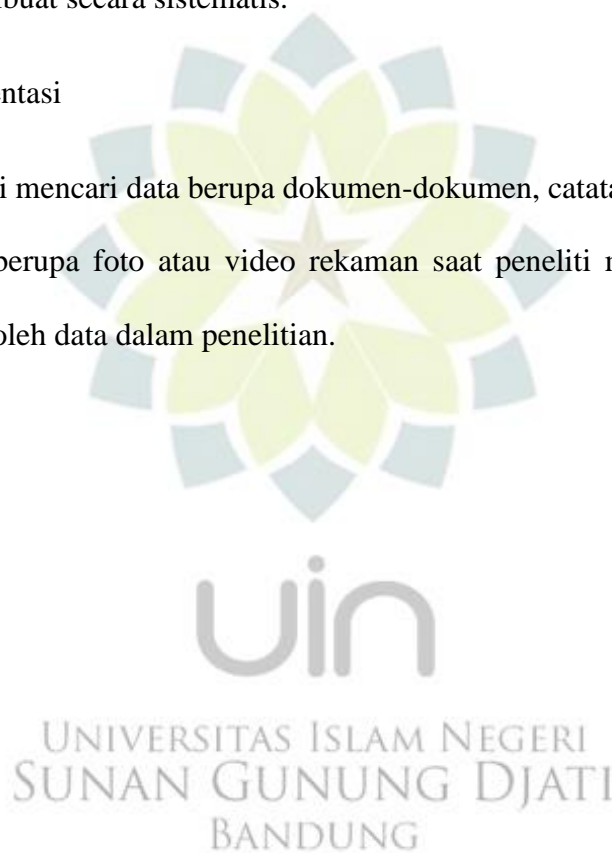 buat secara sistematis.
entasi
i mencari data berupa dokumen-dokumen, catata
berupa foto atau video rekaman saat peneliti
oleh data dalam penelitian.
uin
UNIVERSITAS ISLAM NEGERI
SUNAN GUNUNG DJATI
BANDUNG